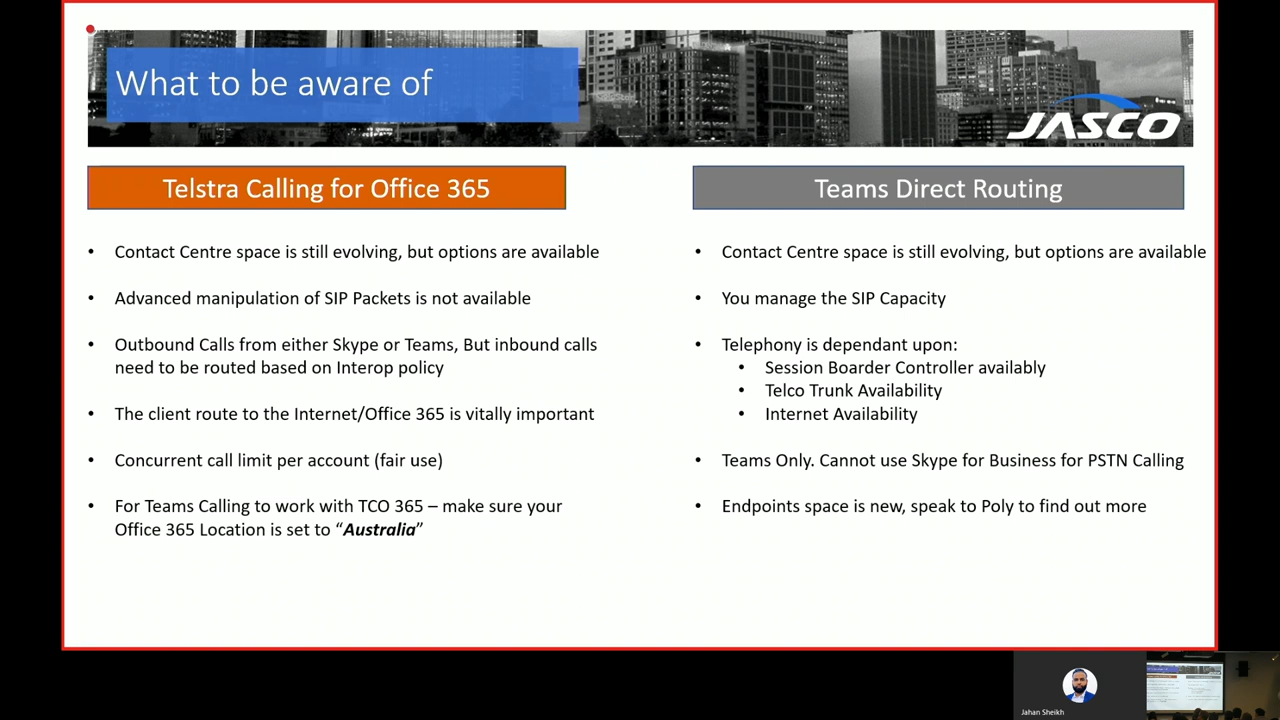 What to be aware of
JASCO
Telstra Calling for Office 365
• Contact Centre space is still evolving, but options are available
• Advanced manipulation of SIP Packets is not available
• Outbound Calls from either Skype or Teams, But inbound calls
need to be routed based on Interop policy
• The client route to the Internet/Office 365 is vitally important
• Concurrent call limit per account (fair use)
• For Teams Calling to work with TCO 365 – make sure your
Office 365 Location is set to “Australia”
Teams Direct Routing
• Contact Centre space is still evolving, but options are available
• You manage the SIP Capacity
• Telephony is dependant upon:
• Session Boarder Controller availably
• Telco Trunk Availability
• Internet Availability
• Teams Only. Cannot use Skype for Business for PSTN Calling
• Endpoints space is new, speak to Poly to find out more
Jahan Sheikh